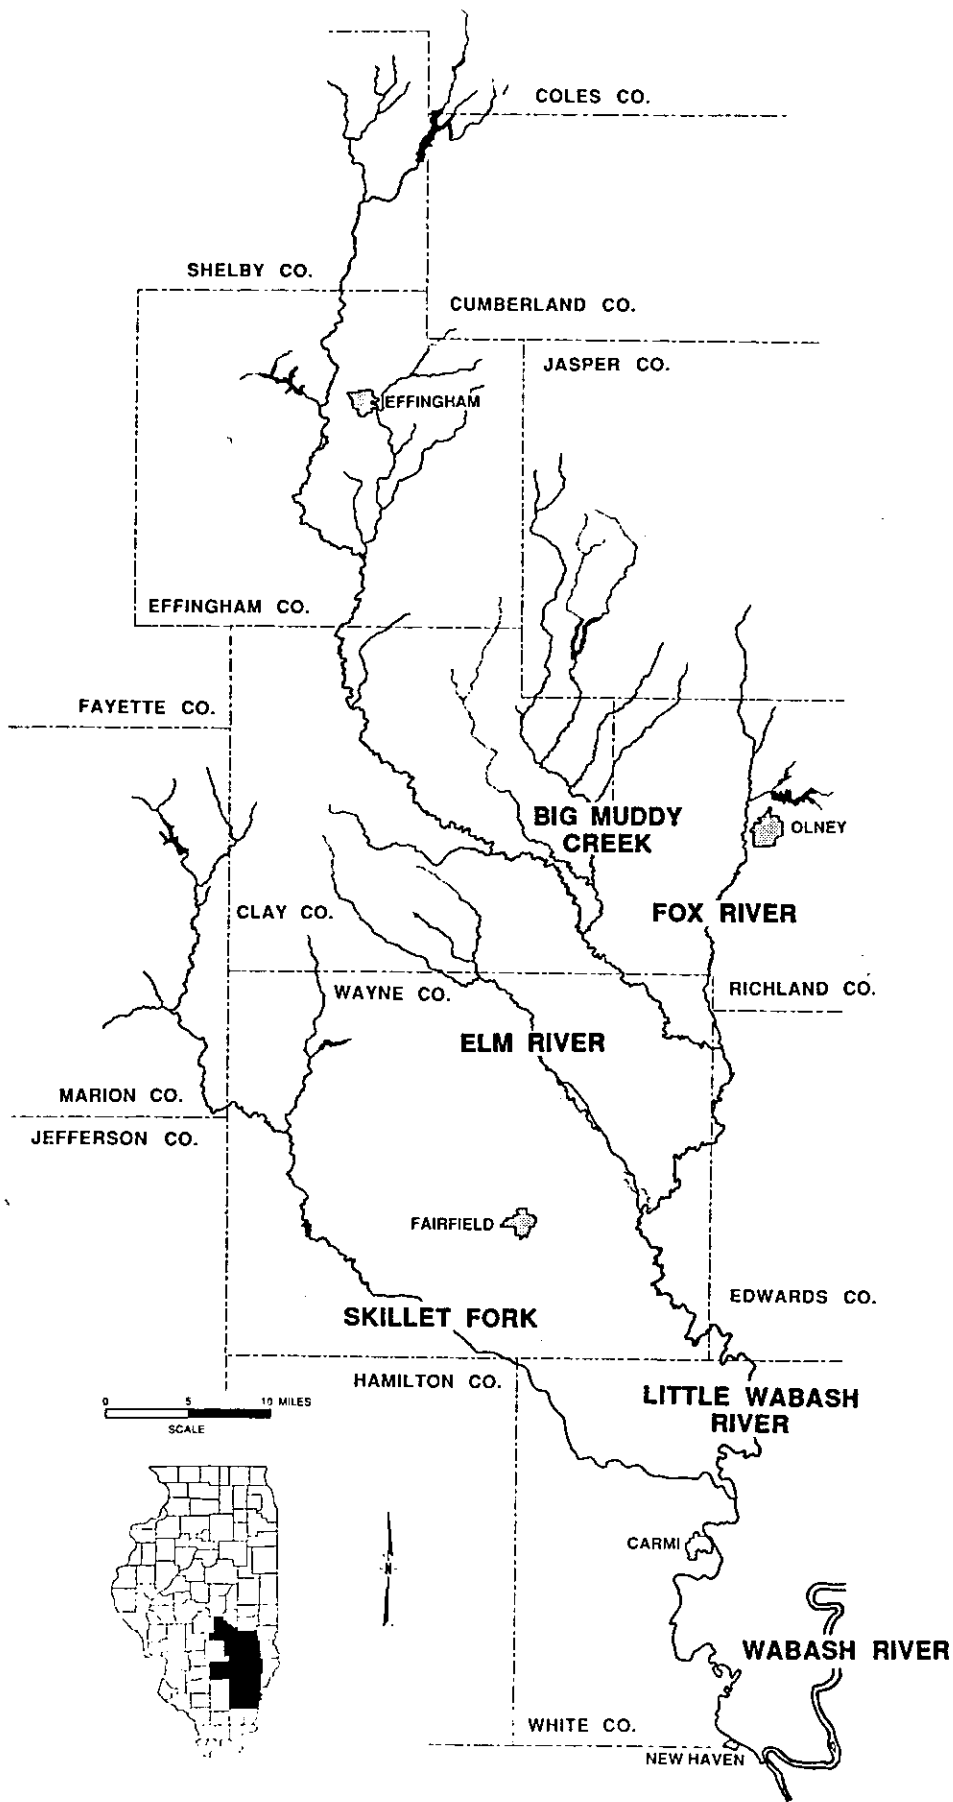 COLES CO.
SHELBY CO.
CUMBERLAND CO.
JASPER CO.
EFFINGHAM
EFFINGHAM CO.
FAYETTE CO.
BIG MUDDY
CREEK
OLNEY
CLAY CO.
FOX RIVER
WAYNE CO.
RICHLAND CO.
ELM RIVER
MARION CO.
JEFFERSON CO.
FAIRFIELD
EDWARDS CO.
SKILLET FORK
HAMILTON CO.
LITTLE WABASH
RIVER
0 5 10 MILES
SCALE
CARMI
N
WABASH RIVER
WHITE CO.
NEW HAVEN